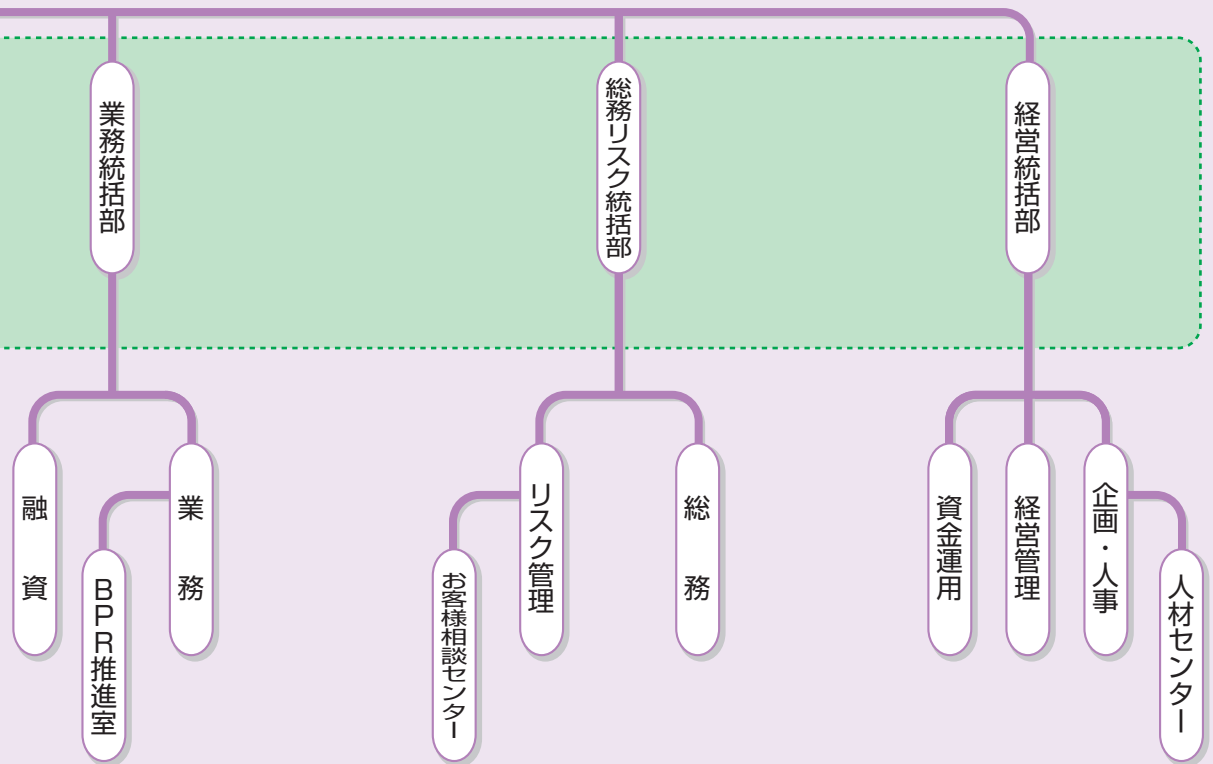 経営統括部
総務リスク統括部
業務統括部
人材センター
企画・人事
経営管理
資金運用
総務
リスク管理
お客様相談センター
業務
BPR推進室
融資